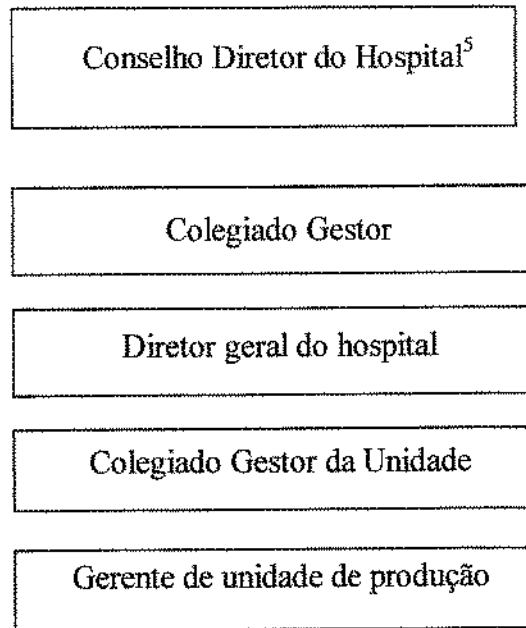 Conselho Diretor do Hospital⁵
Colegiado Gestor
Diretor geral do hospital
Colegiado Gestor da Unidade
Gerente de unidade de produção